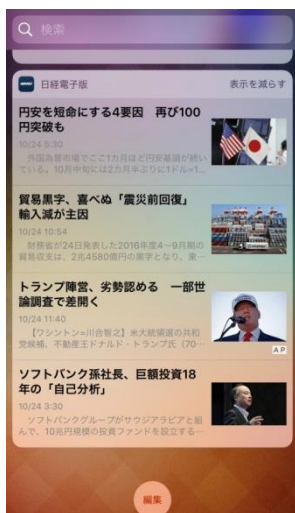 検索
日経電子版
表示を減らす
円安を短命にする4要因 再び100
円突破も
10/24 5:30
外国為替市場でここ1カ月ほど円安基調が続い
ている。10月中旬には2カ月半ぶりに1ドル=1...
貿易黒字、喜べぬ「震災前回復」
輸入減が主因
10/24 10:54
財務省が24日発表した2016年度4~9月期の
貿易収支は、2兆4580億円の黒字となり、東...
トランプ陣営、劣勢認める 一部世
論調査で差開く
10/24 11:40
【ワシントン=川合智之】米大統領選の共和
党候補、不動産王ドナルド・トランプ氏（70...
AP
ソフトバンク孫社長、巨額投資18
年の「自己分析」
10/24 3:30
ソフトバンクグループがサウジアラビアと組
んで、10兆円規模の投資ファンドを設立する...
編集